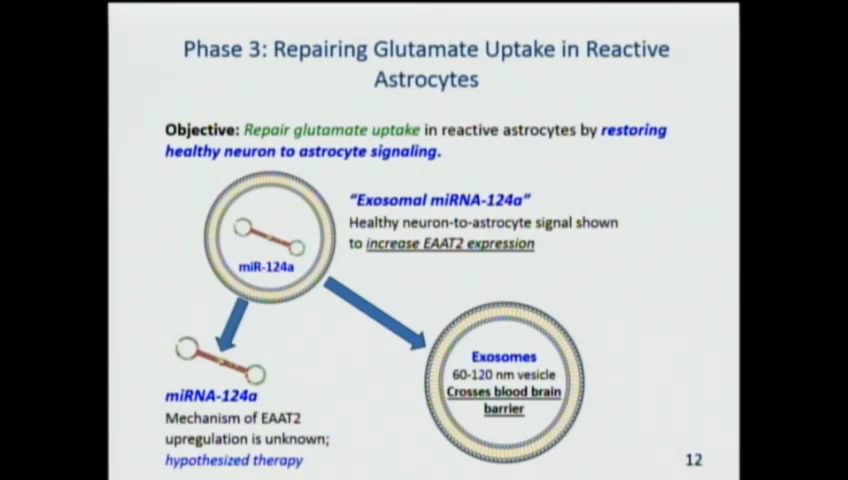 Phase 3: Repairing Glutamate Uptake in Reactive
Astrocytes
Objective: Repair glutamate uptake in reactive astrocytes by restoring
healthy neuron to astrocyte signaling.
"Exosomal miRNA-124a"
Healthy neuron-to-astrocyte signal shown
to increase EAAT2 expression
miR-124a
miRNA-124a
Mechanism of EAAT2
upregulation is unknown;
hypothesized therapy
Exosomes
60-120 nm vesicle
Crosses blood brain
barrier
12